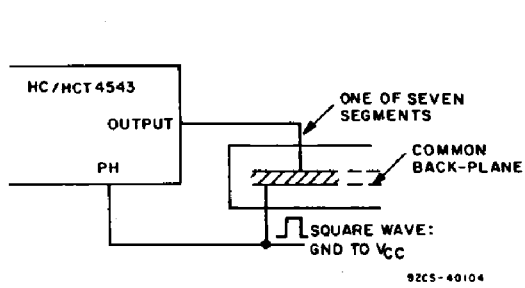 HC/HCT4543
OUTPUT
PH
ONE OF SEVEN
SEGMENTS
COMMON
BACK-PLANE
SQUARE WAVE:
GND TO VCC
92CS-40104